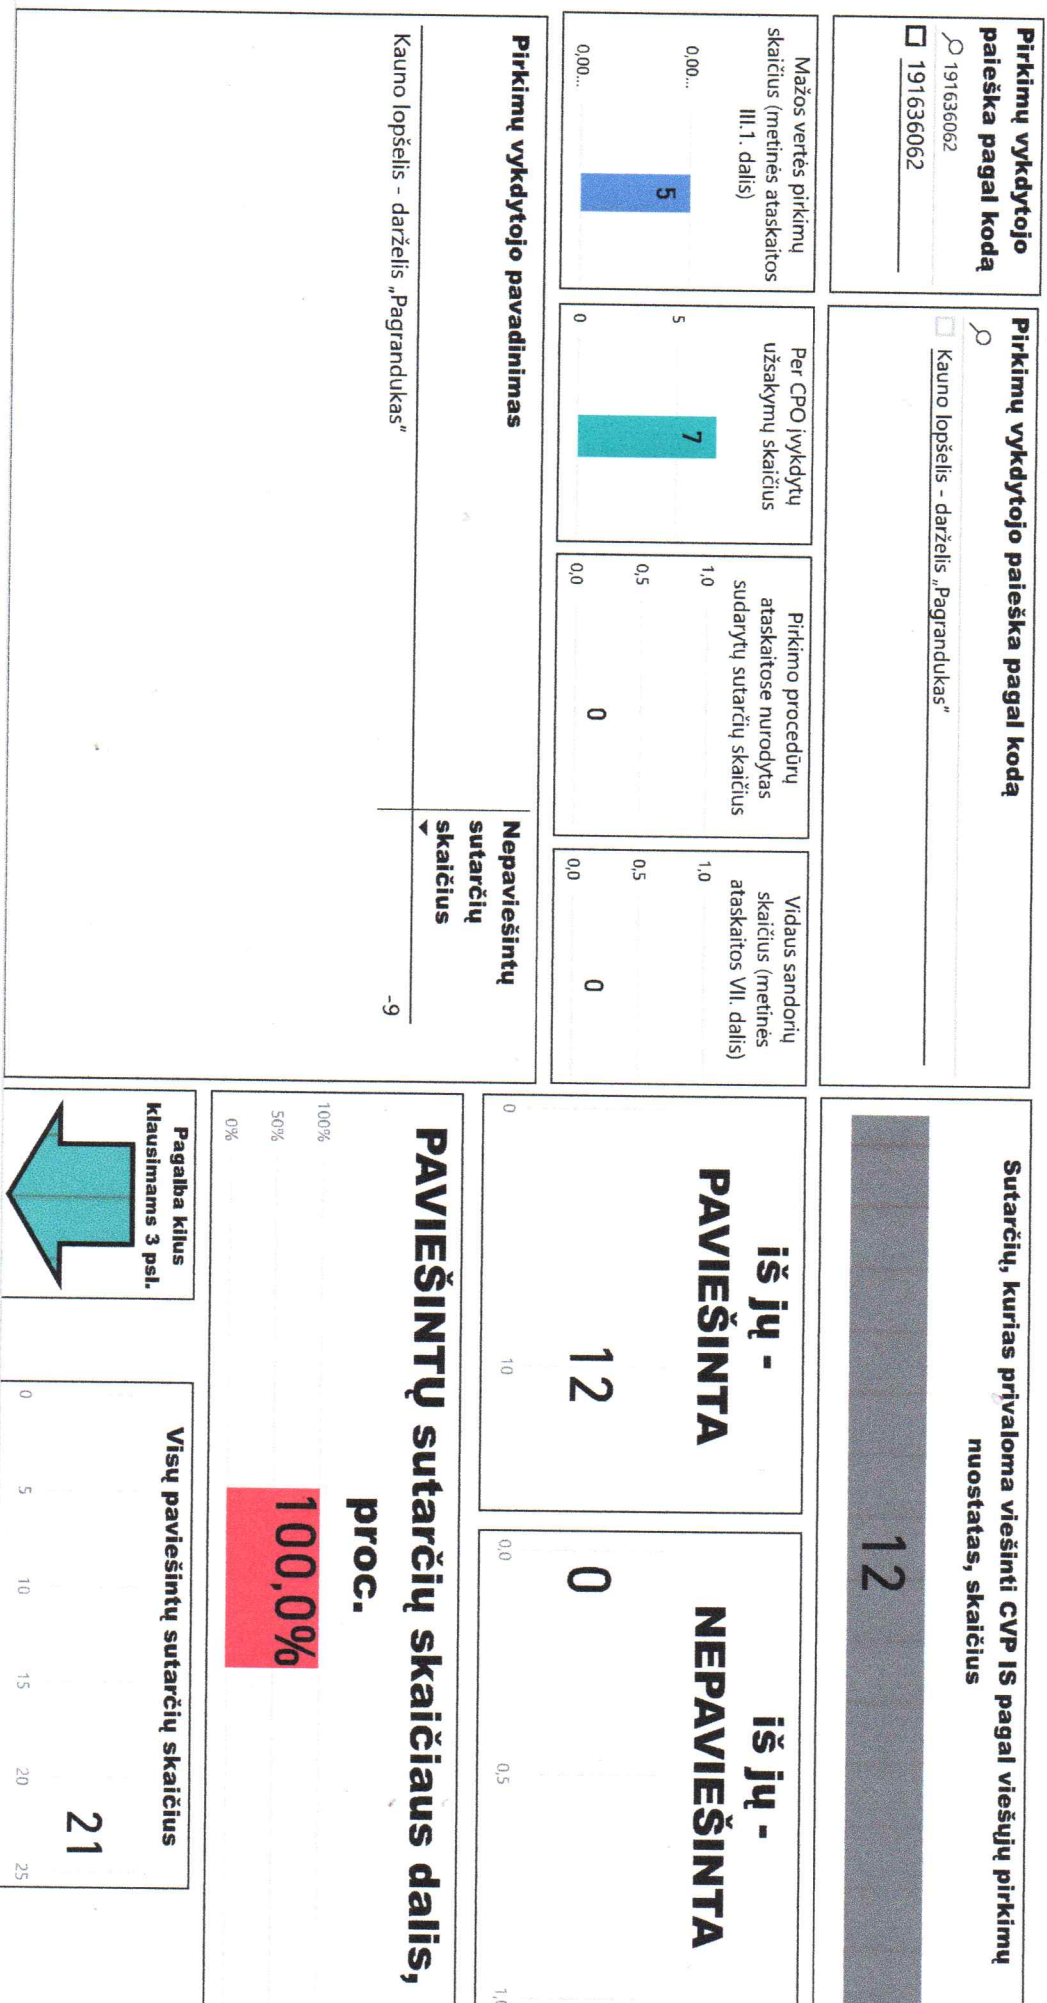 Pirkimų vykdytojo
paieška pagal kodą
191636062
191636062
Pirkimų vykdytojo paieška pagal kodą
Kauno lopšelis - darželis „Pagrandukas"
Sutarčių, kurias privaloma viešinti CVP IS pagal viešųjų pirkimų
nuostatas, skaičius
12
Mažos vertės pirkimų
skaičius (metinės ataskaitos
III.1. dalis)
0,00...
5
0,00...
Per CPO įvykdytų
užsakymų skaičius
5
7
0
Pirkimo procedūrų
ataskaitose nurodytas
sudarytų sutarčių skaičius
1,0
0,5
0
0,0
Vidaus sandorių
skaičius (metinės
ataskaitos VII. dalis)
1,0
0,5
0
0,0
iš jų -
PAVIEŠINTA
12
0
10
iš jų -
NEPAVIEŠINTA
0
0,0
0,5
1,0
Pirkimų vykdytojo pavadinimas
Nepaviešintų
sutarčių
skaičius
Kauno lopšelis - darželis „Pagrandukas"
-9
PAVIEŠINTŲ sutarčių skaičiaus dalis,
proc.
100%
50%
100,0%
0%
Pagalba kilus
klausimams 3 psl.
Visų paviešintų sutarčių skaičius
21
0
5
10
15
20
25